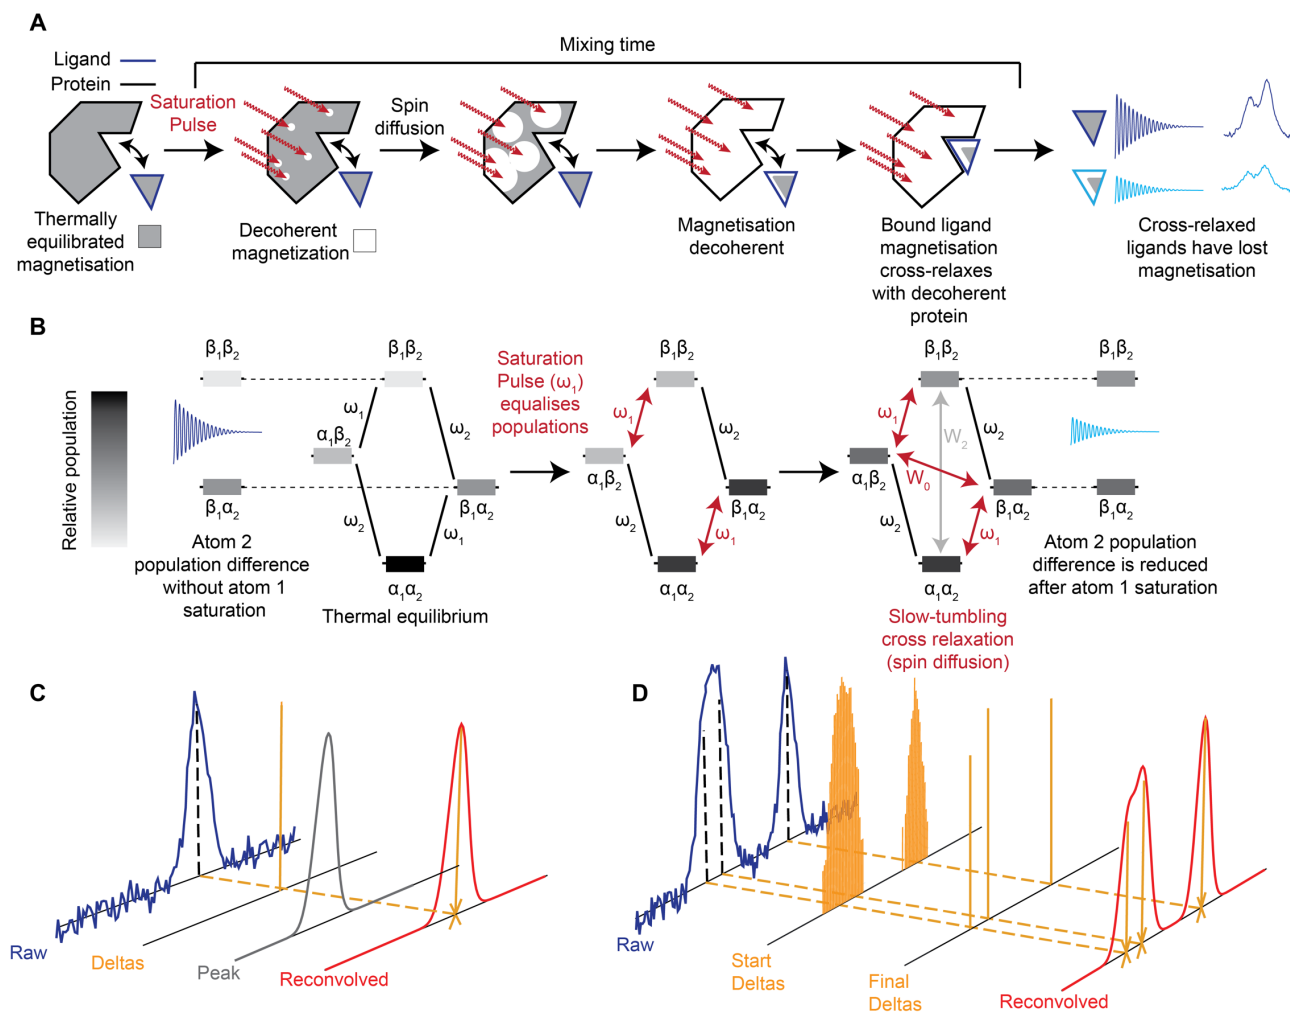 A
Mixing time
Ligand
Protein
Saturation
Pulse
Spin
diffusion
Thermally
equilibrated
magnetisation
Decoherent
magnetization
Magnetisation
decoherent
Bound ligand
magnetisation
cross-relaxes
with decoherent
protein
Cross-relaxed
ligands have lost
magnetisation
B
Relative population
β₁β₂
β₁α₂
Atom 2
population difference
without atom 1
saturation
β₁β₂
ω₁
α₁β₂
ω₂
ω₂
β₁α₂
ω₁
α₁α₂
Thermal equilibrium
Saturation
Pulse (ω₁)
equalises
populations
β₁β₂
ω₁
ω₂
α₁β₂
β₁α₂
ω₂
ω₁
α₁α₂
β₁β₂
ω₁
W₂
ω₂
α₁β₂
W₀
β₁α₂
ω₂
ω₁
α₁α₂
Slow-tumbling
cross relaxation
(spin diffusion)
β₁β₂
β₁α₂
Atom 2 population
difference is reduced
after atom 1 saturation
C
Raw
Deltas
Peak
Reconvolved
D
Raw
Start
Deltas
Final
Deltas
Reconvolved